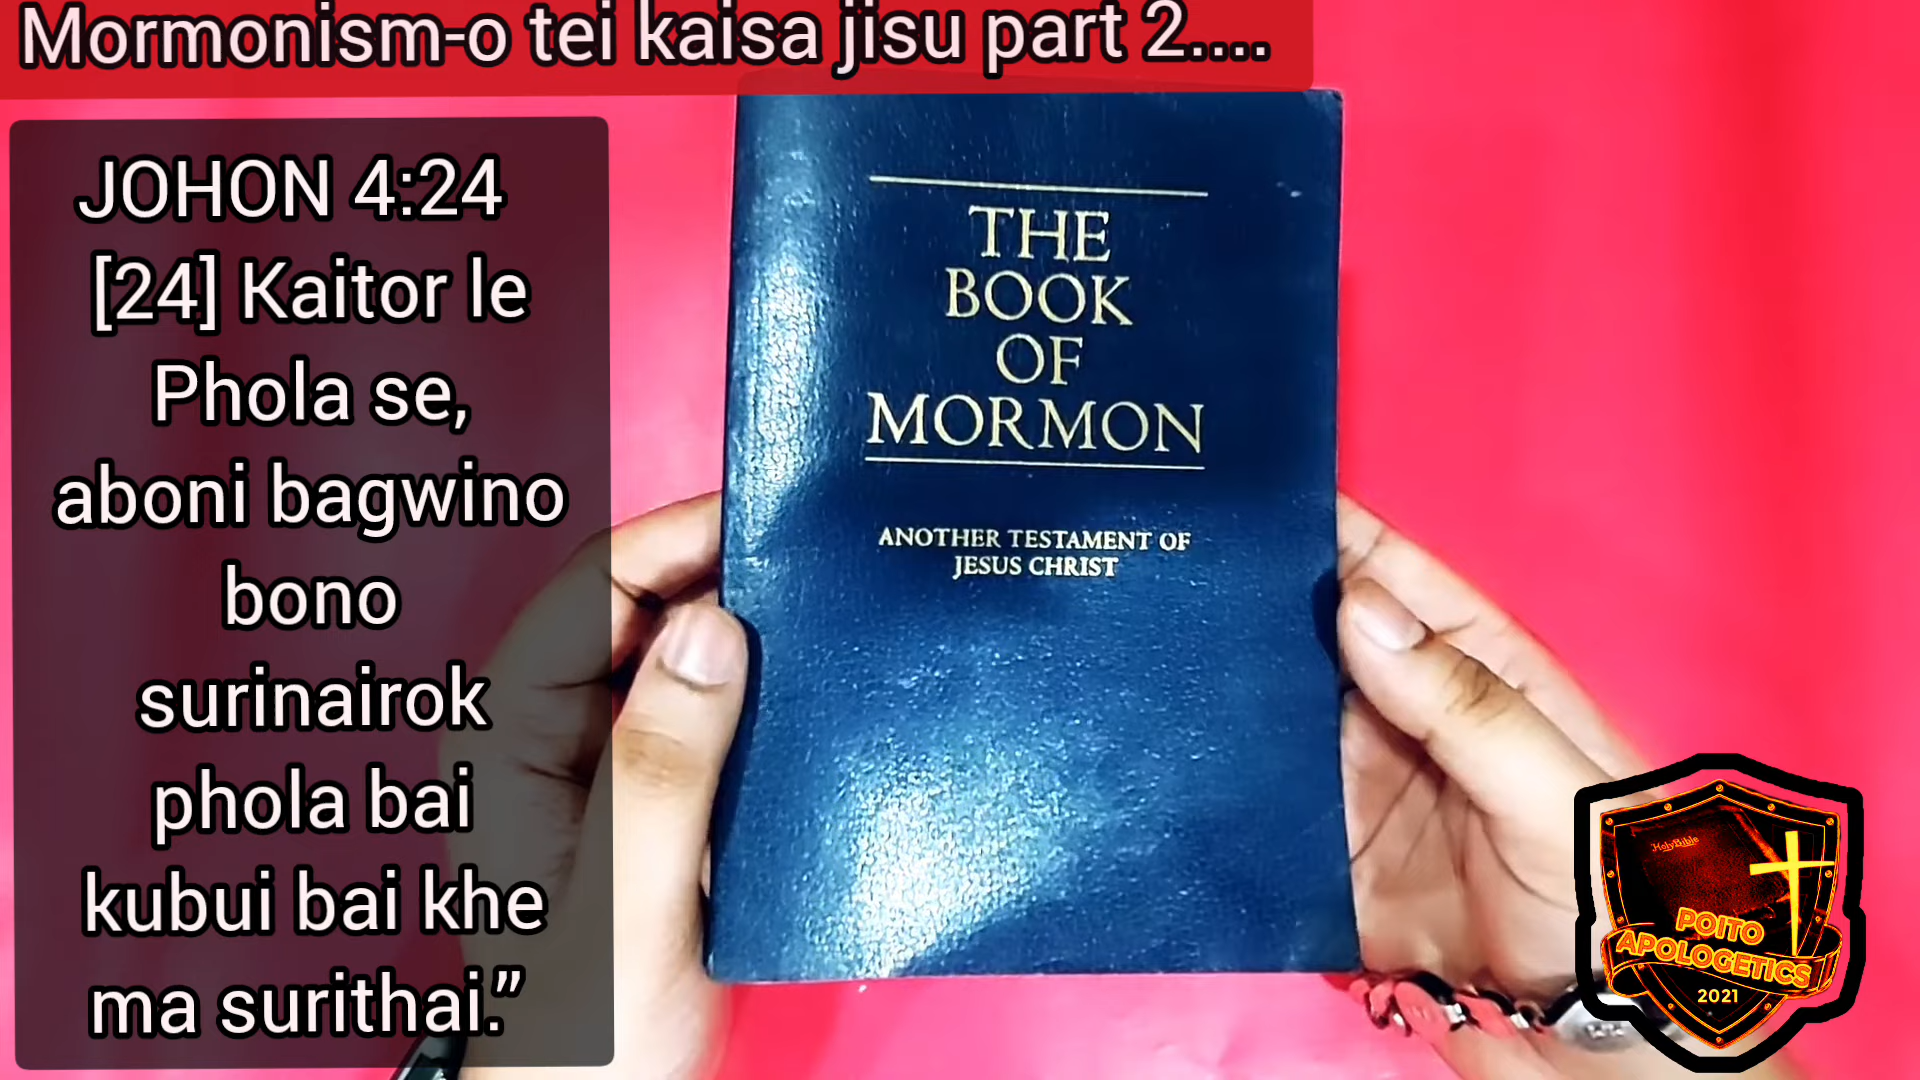 Mormonism-o tei kaisa jisu part 2....
JOHON 4:24
[24] Kaitor le
Phola se,
aboni bagwino
bono
surinairok
phola bai
kubui bai khe
ma surithai.”
THE
BOOK
OF
MORMON
ANOTHER TESTAMENT OF
JESUS CHRIST
HolyBible
POITO
APOLOGETICS
2021